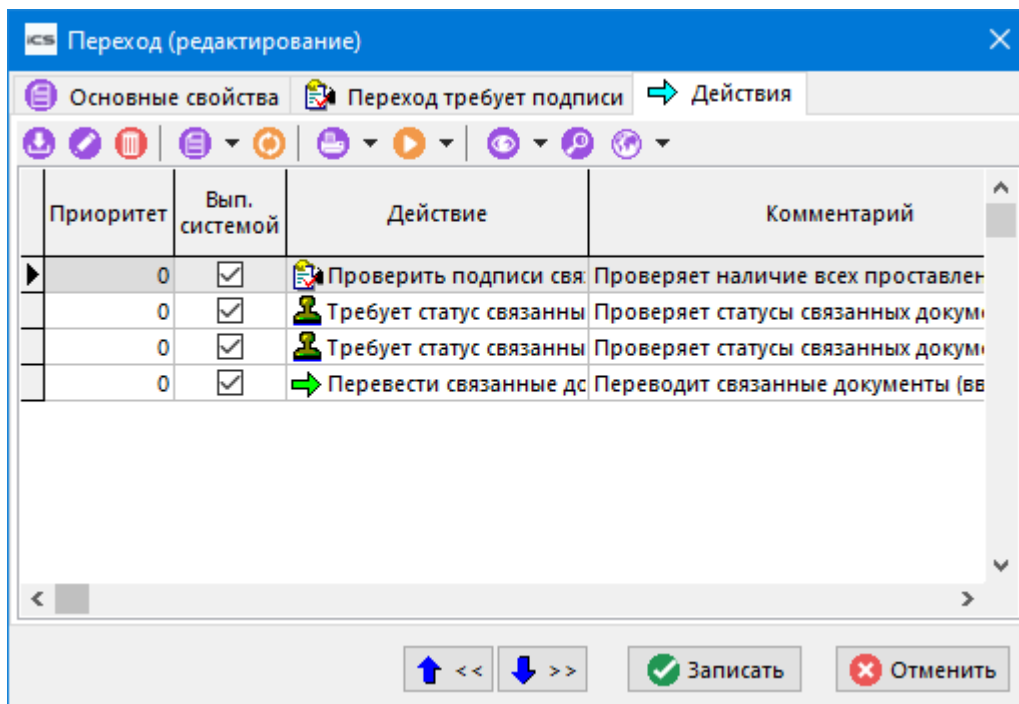 iCS Переход (редактирование)
Основные свойства Переход требует подписи Действия
Приоритет Вып. системой Действие Комментарий
0 Проверить подписи свя Проверяет наличие всех проставлен
0 Требует статус связанны Проверяет статусы связанных докум
0 Требует статус связанны Проверяет статусы связанных докум
0 Перевести связанные до Переводит связанные документы (вв
<< >> Записать Отменить